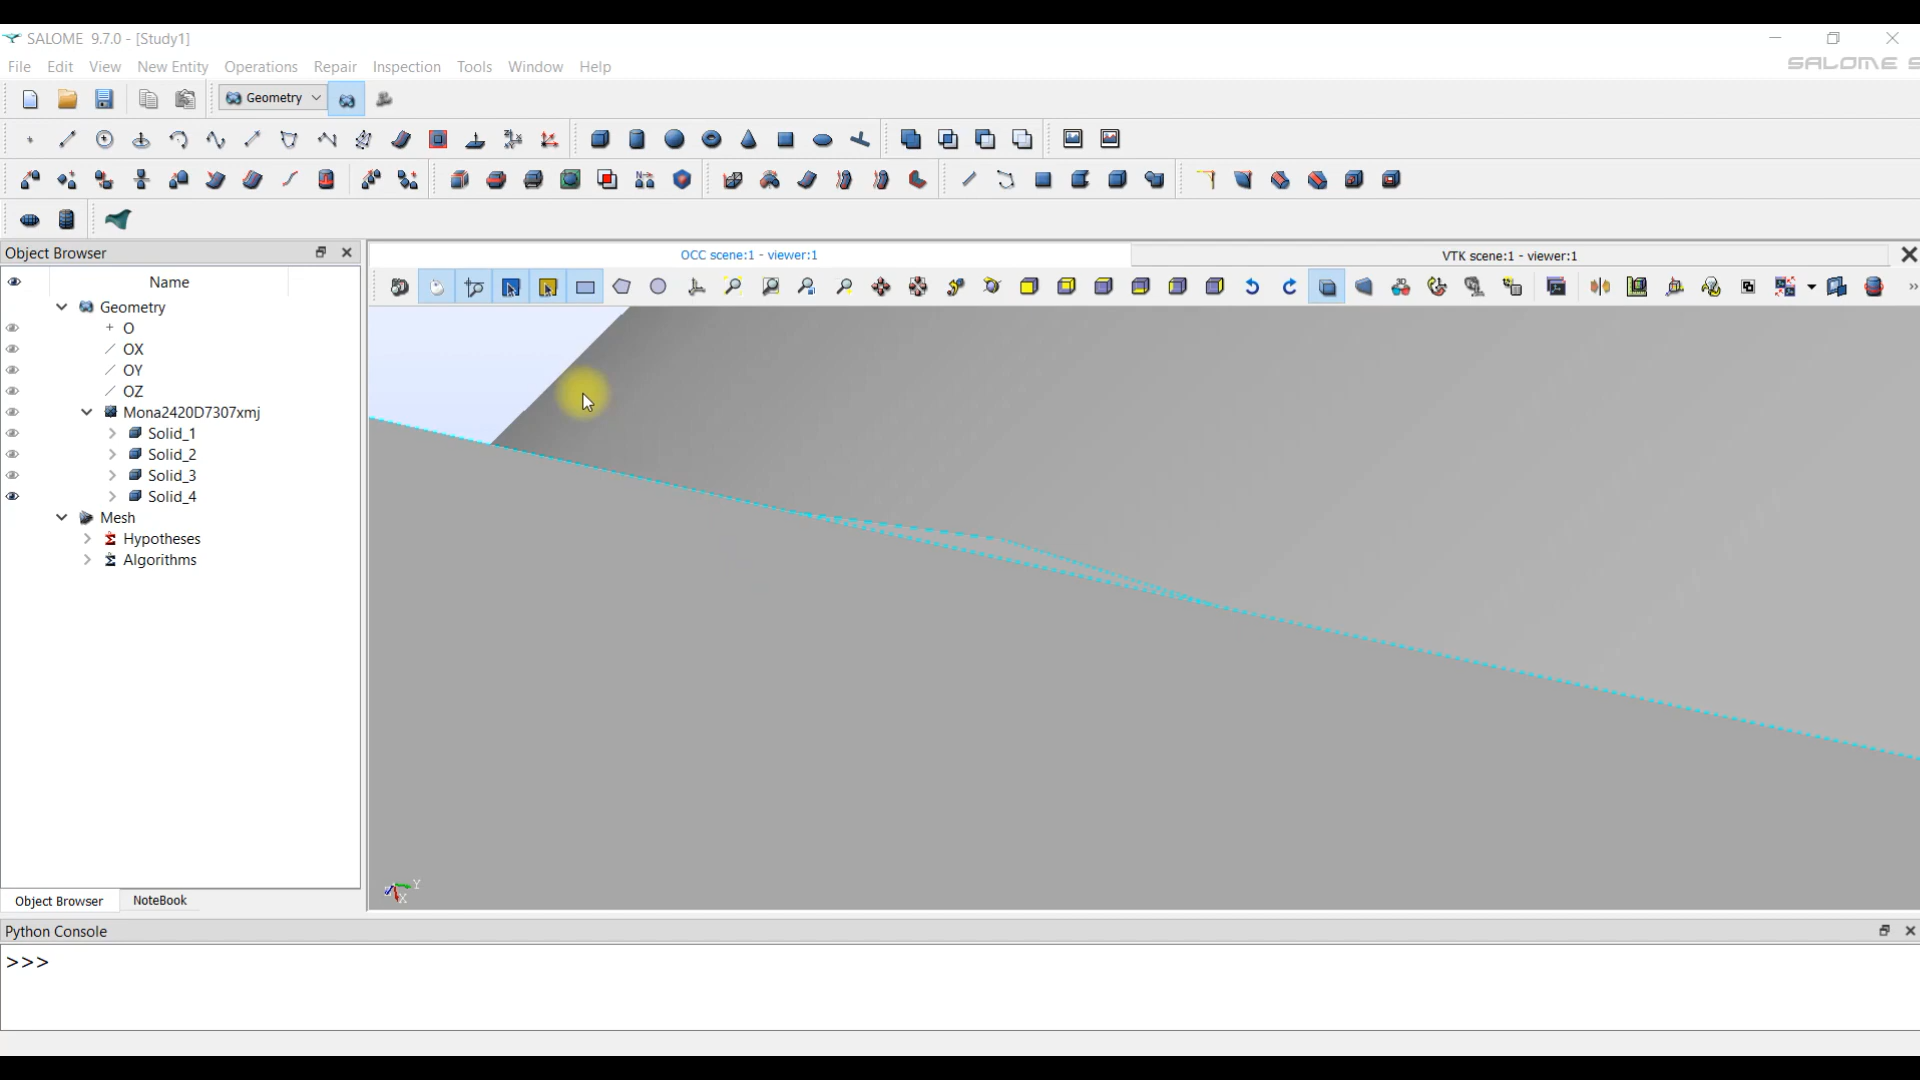 SALOME 9.7.0 - [Study1]
File Edit View New Entity Operations Repair Inspection Tools Window Help
SALOME S
Geometry
Object Browser
OCC scene:1 - viewer:1
VTK scene:1 - viewer:1
Name
Geometry
O
OX
OY
OZ
Mona2420D7307xmj
Solid_1
Solid_2
Solid_3
Solid_4
Mesh
Hypotheses
Algorithms
Y
X
Object Browser
NoteBook
Python Console
>>>